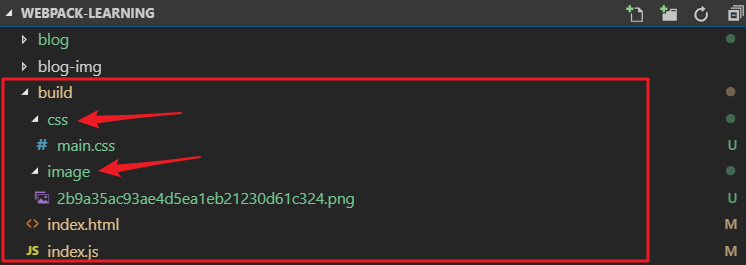 WEBPACK-LEARNING
blog
blog-img
build
css
# main.css U
image
2b9a35ac93ae4d5ea1eb21230d61c324.png U
<> index.html M
JS index.js M